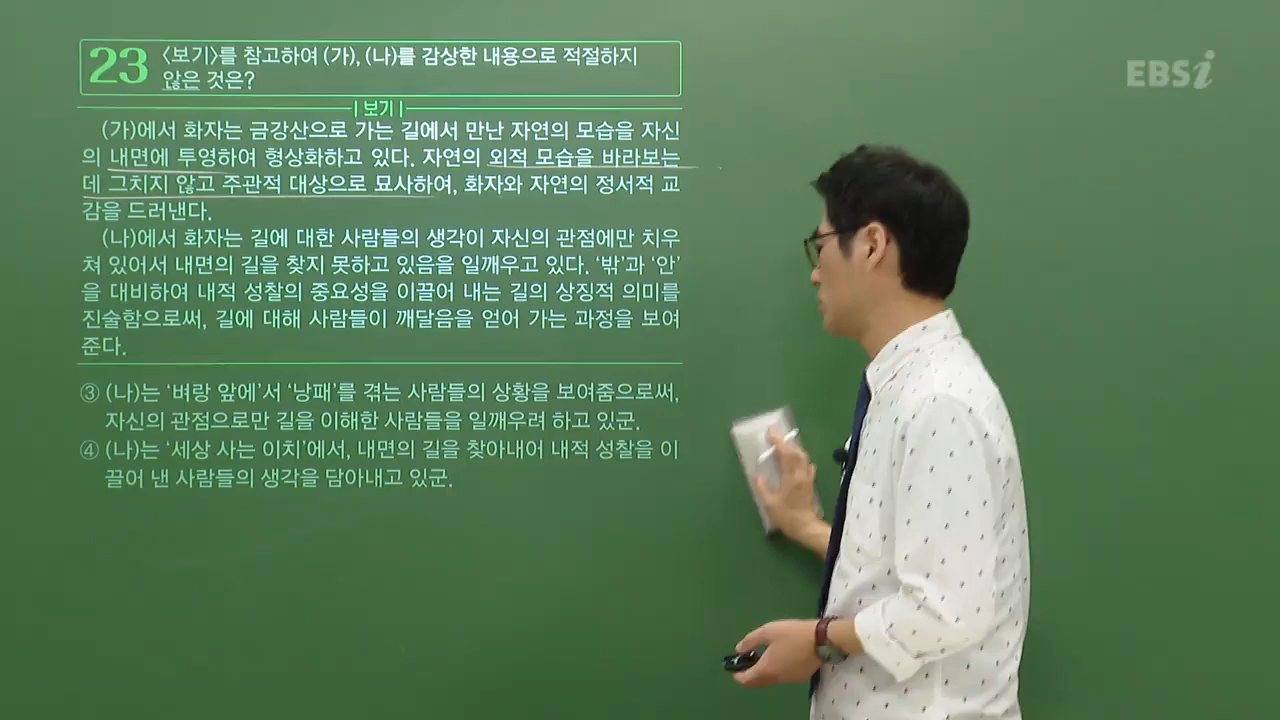 23 〈보기〉를 참고하여 (가), (나)를 감상한 내용으로 적절하지
않은 것은?
EBSi
보기
(가)에서 화자는 금강산으로 가는 길에서 만난 자연의 모습을 자신
의 내면에 투영하여 형상화하고 있다. 자연의 외적 모습을 바라보는
데 그치지 않고 주관적 대상으로 묘사하여, 화자와 자연의 정서적 교
감을 드러낸다.
(나)에서 화자는 길에 대한 사람들의 생각이 자신의 관점에만 치우
쳐 있어서 내면의 길을 찾지 못하고 있음을 일깨우고 있다. ‘밖’과 ‘안’
을 대비하여 내적 성찰의 중요성을 이끌어 내는 길의 상징적 의미를
진술함으로써, 길에 대해 사람들이 깨달음을 얻어 가는 과정을 보여
준다.
③ (나)는 ‘벼랑 앞에’서 ‘낭패’를 겪는 사람들의 상황을 보여줌으로써,
자신의 관점으로만 길을 이해한 사람들을 일깨우려 하고 있군.
④ (나)는 ‘세상 사는 이치’에서, 내면의 길을 찾아내어 내적 성찰을 이
끌어 낸 사람들의 생각을 담아내고 있군.